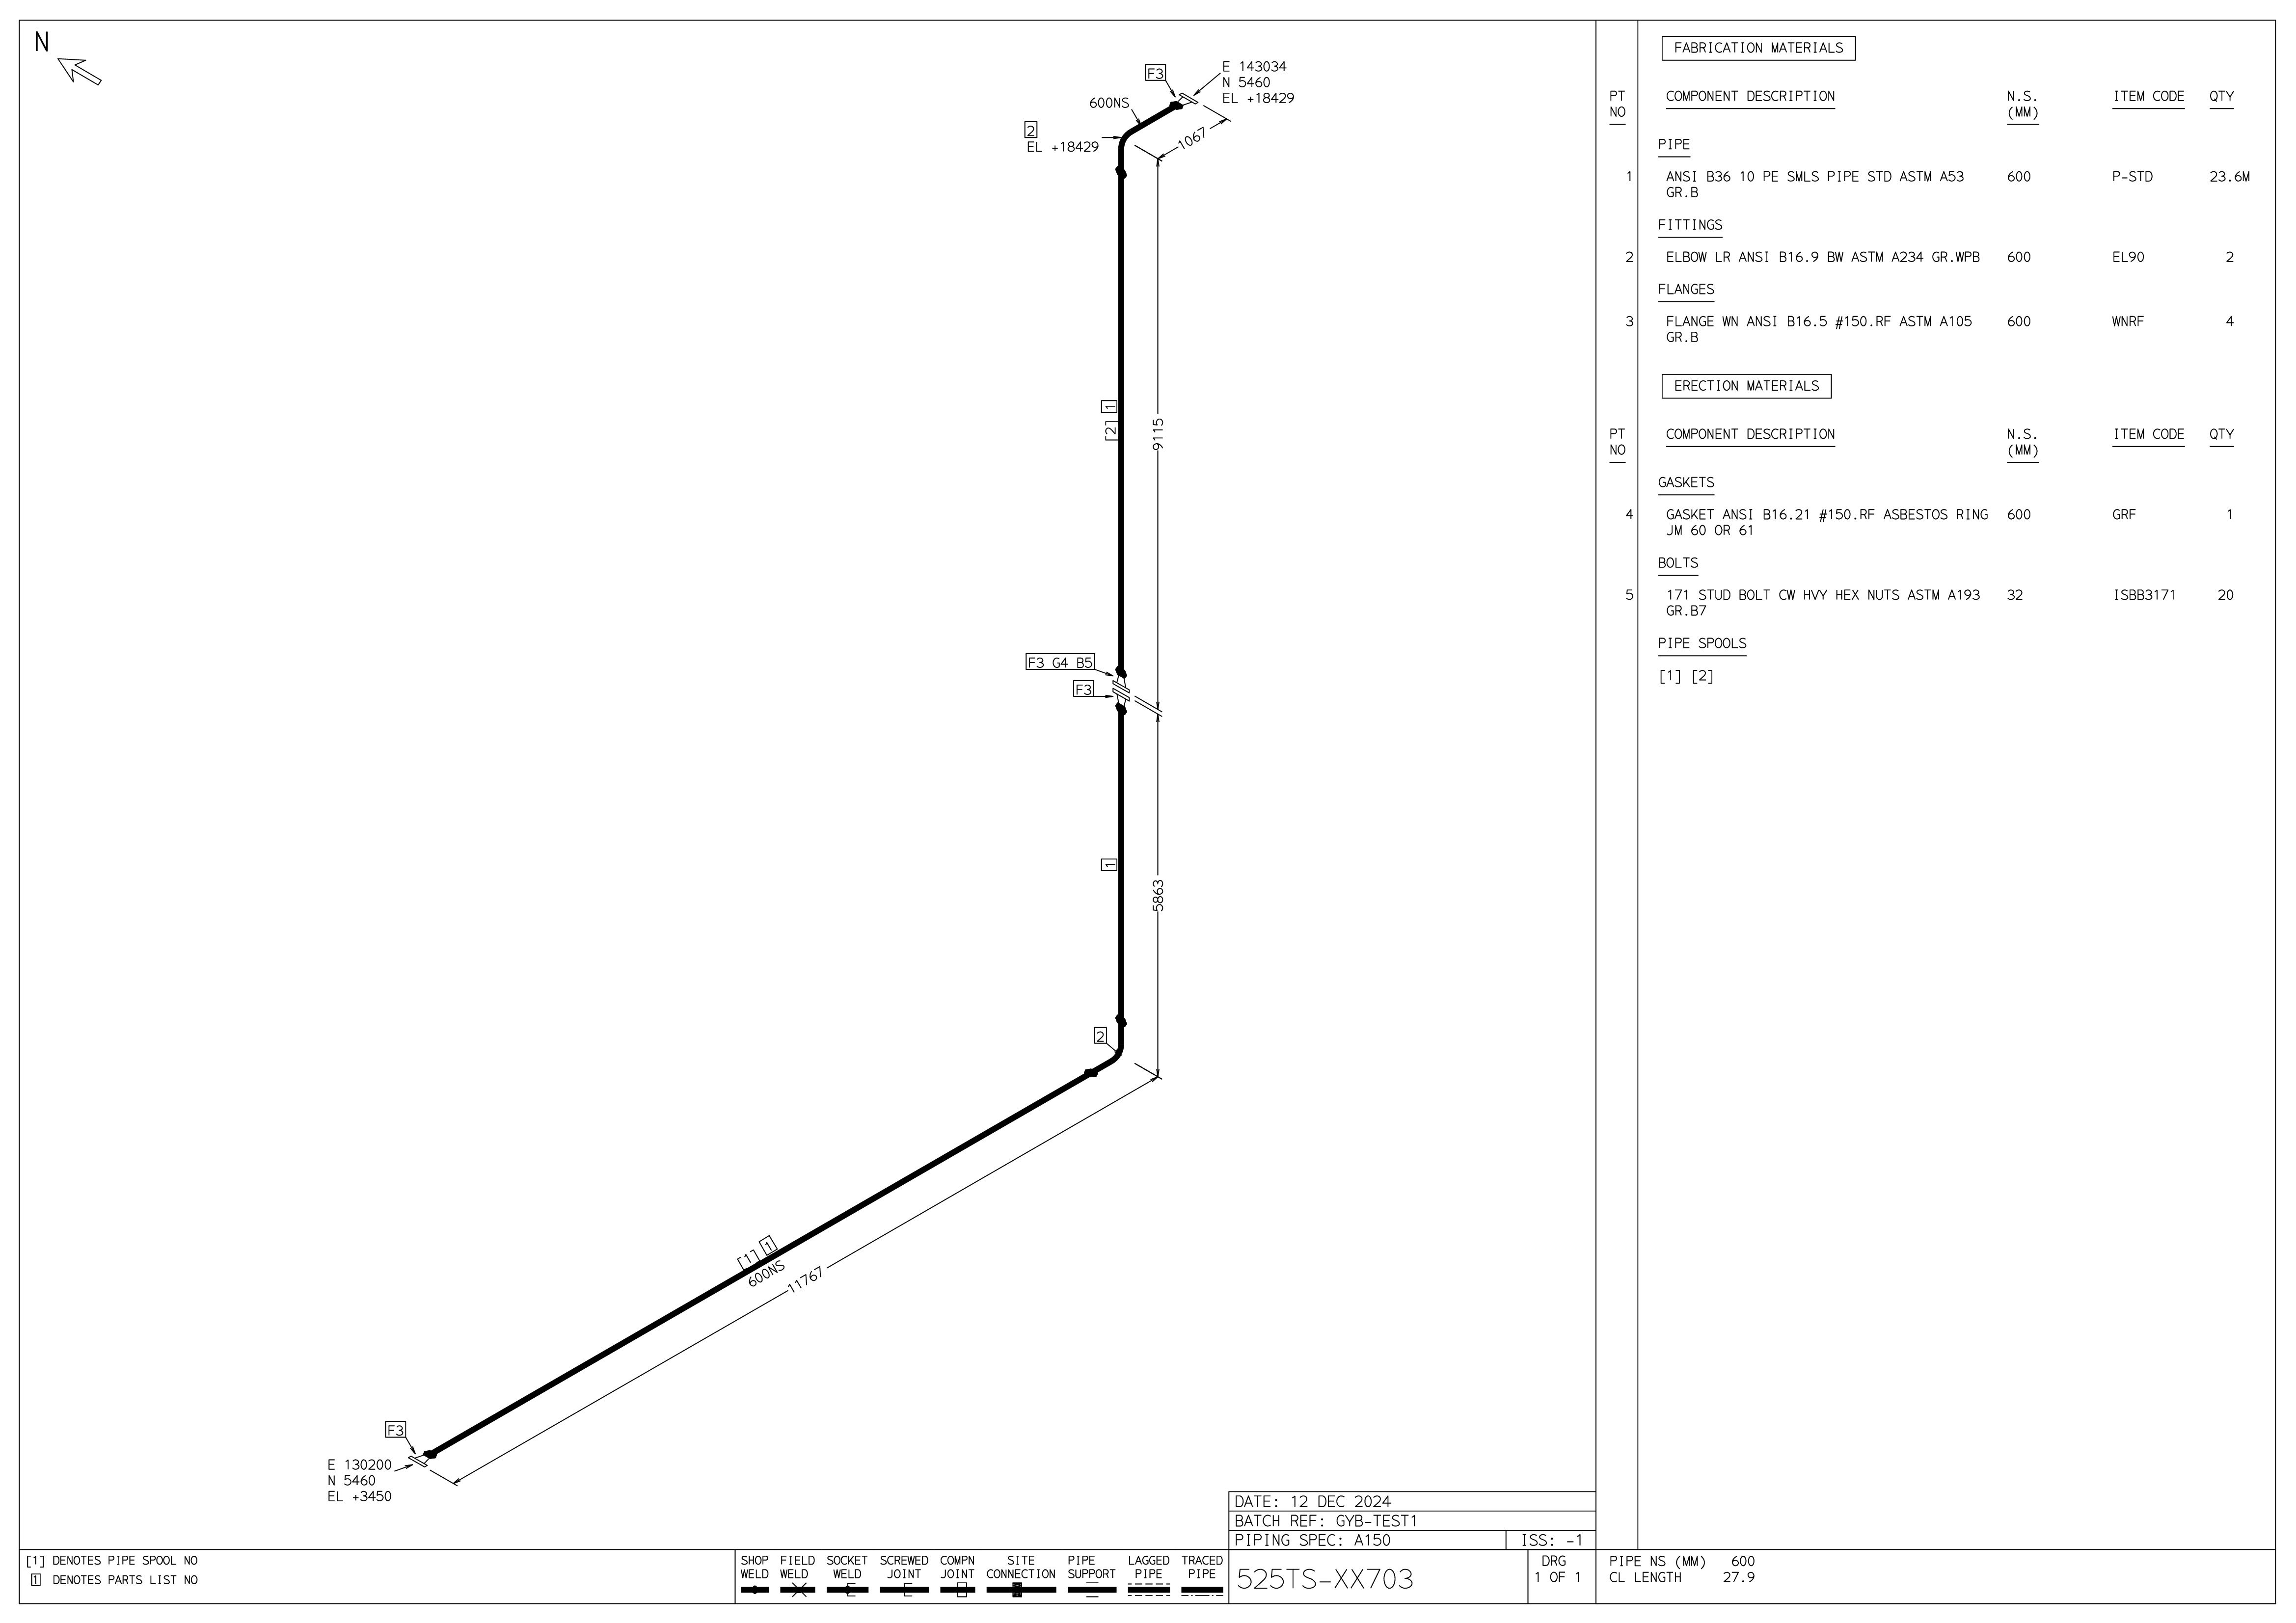 N
F3
E 143034
N 5460
EL +18429
600NS
2
EL +18429
1067
1
[2]
9115
F3 G4 B5
F3
1
5863
2
[1] 1
600NS
11767
F3
E 130200
N 5460
EL +3450
FABRICATION MATERIALS
PT NO COMPONENT DESCRIPTION N.S. (MM) ITEM CODE QTY
PIPE
1 ANSI B36 10 PE SMLS PIPE STD ASTM A53 600 P-STD 23.6M
GR.B
FITTINGS
2 ELBOW LR ANSI B16.9 BW ASTM A234 GR.WPB 600 EL90 2
FLANGES
3 FLANGE WN ANSI B16.5 #150.RF ASTM A105 600 WNRF 4
GR.B
ERECTION MATERIALS
PT NO COMPONENT DESCRIPTION N.S. (MM) ITEM CODE QTY
GASKETS
4 GASKET ANSI B16.21 #150.RF ASBESTOS RING 600 GRF 1
JM 60 OR 61
BOLTS
5 171 STUD BOLT CW HVY HEX NUTS ASTM A193 32 ISBB3171 20
GR.B7
PIPE SPOOLS
[1] [2]
DATE: 12 DEC 2024
BATCH REF: GYB-TEST1
PIPING SPEC: A150 ISS: -1
[1] DENOTES PIPE SPOOL NO
1 DENOTES PARTS LIST NO
SHOP WELD
FIELD WELD
SOCKET WELD
SCREWED JOINT
COMPN JOINT
SITE CONNECTION
PIPE SUPPORT
LAGGED PIPE
TRACED PIPE
525TS-XX703
DRG
1 OF 1
PIPE NS (MM) 600
CL LENGTH 27.9